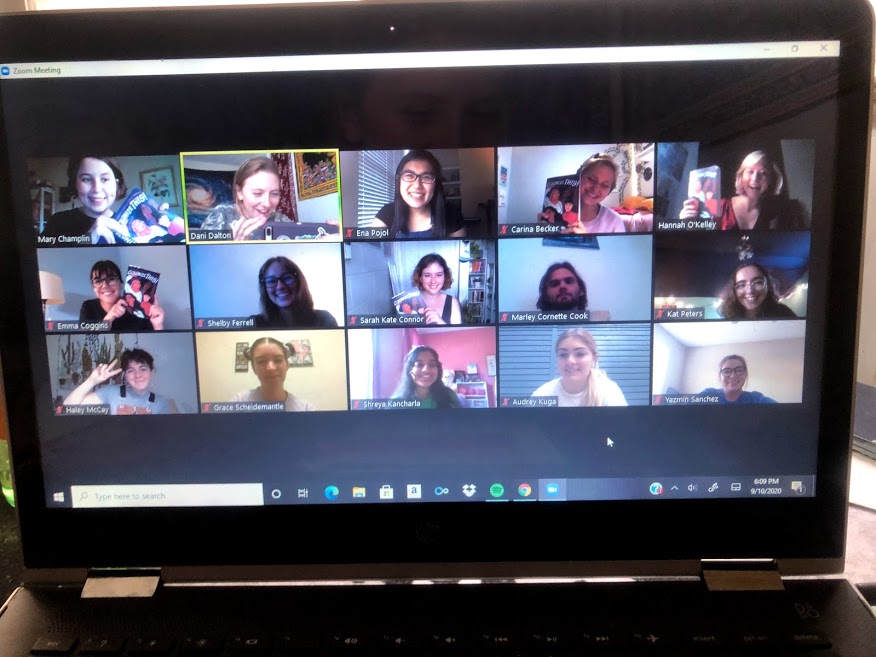 Zoom Meeting
Mary Champlin
Dani Dalton
Ena Pojol
Carina Becker
Hannah O'Kelley
Emma Coggins
Shelby Ferrell
Sarah Kate Connor
Marley Cornette Cook
Kat Peters
Haley McCay
Grace Scheidemantle
Shreya Kancharla
Audrey Kuga
Yazmin Sanchez
Type here to search
6:09 PM
9/10/2020
insert
delete